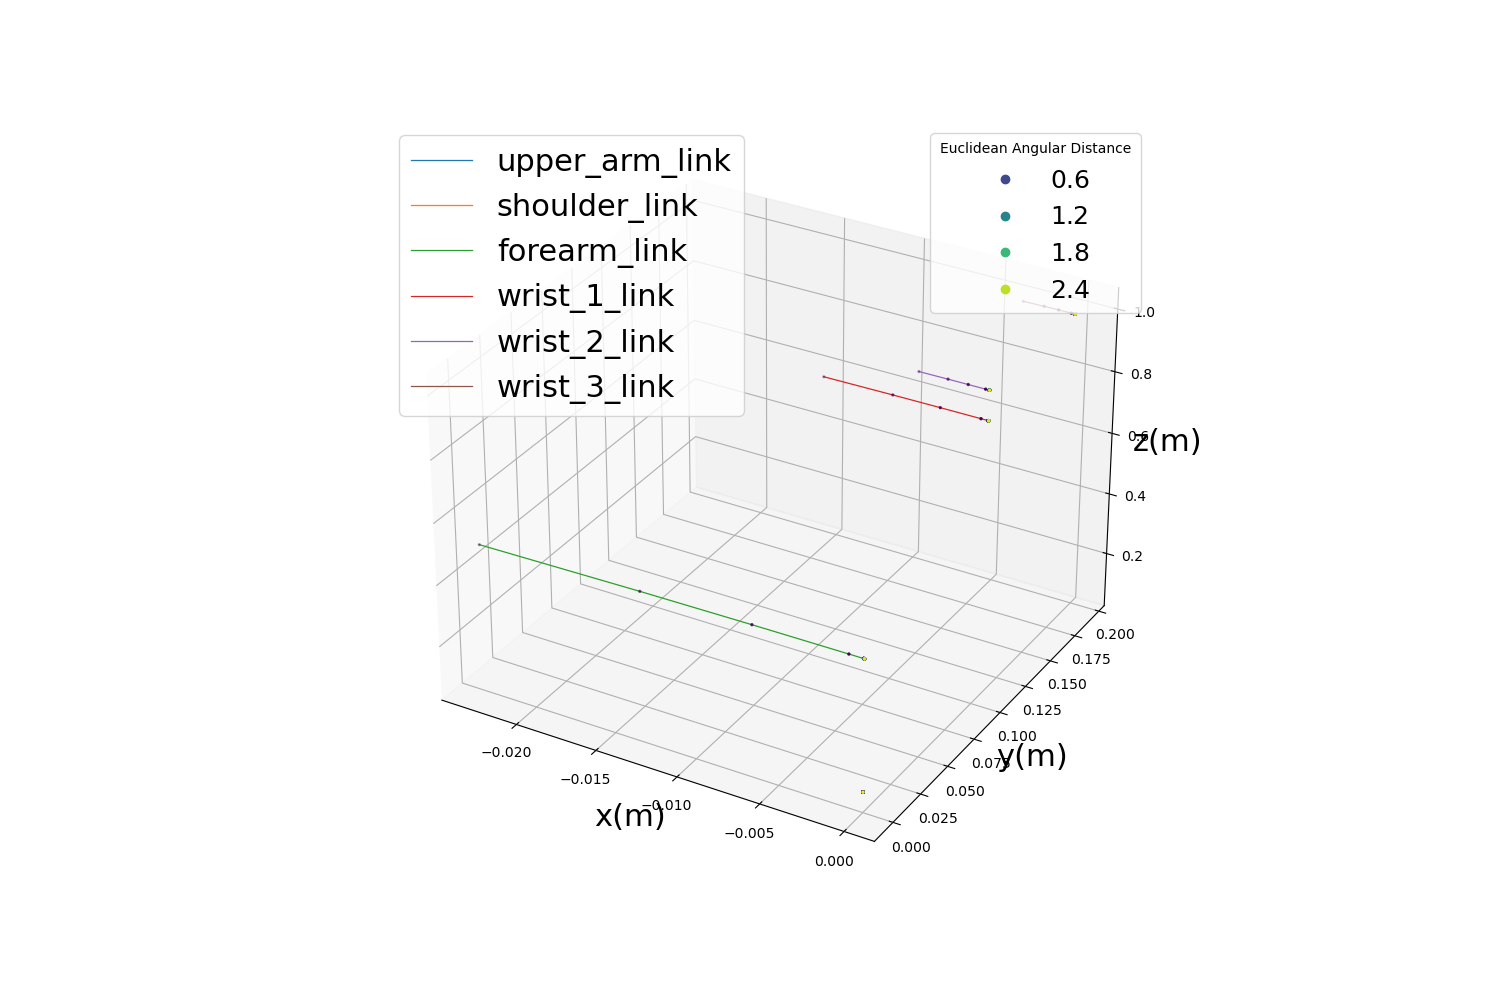 upper_arm_link
shoulder_link
forearm_link
wrist_1_link
wrist_2_link
wrist_3_link
Euclidean Angular Distance
0.6
1.2
1.8
2.4
1.0
0.8
0.6
0.4
0.2
z(m)
0.200
0.175
0.150
0.125
0.100
0.075
0.050
0.025
0.000
y(m)
−0.020
−0.015
−0.010
−0.005
0.000
x(m)